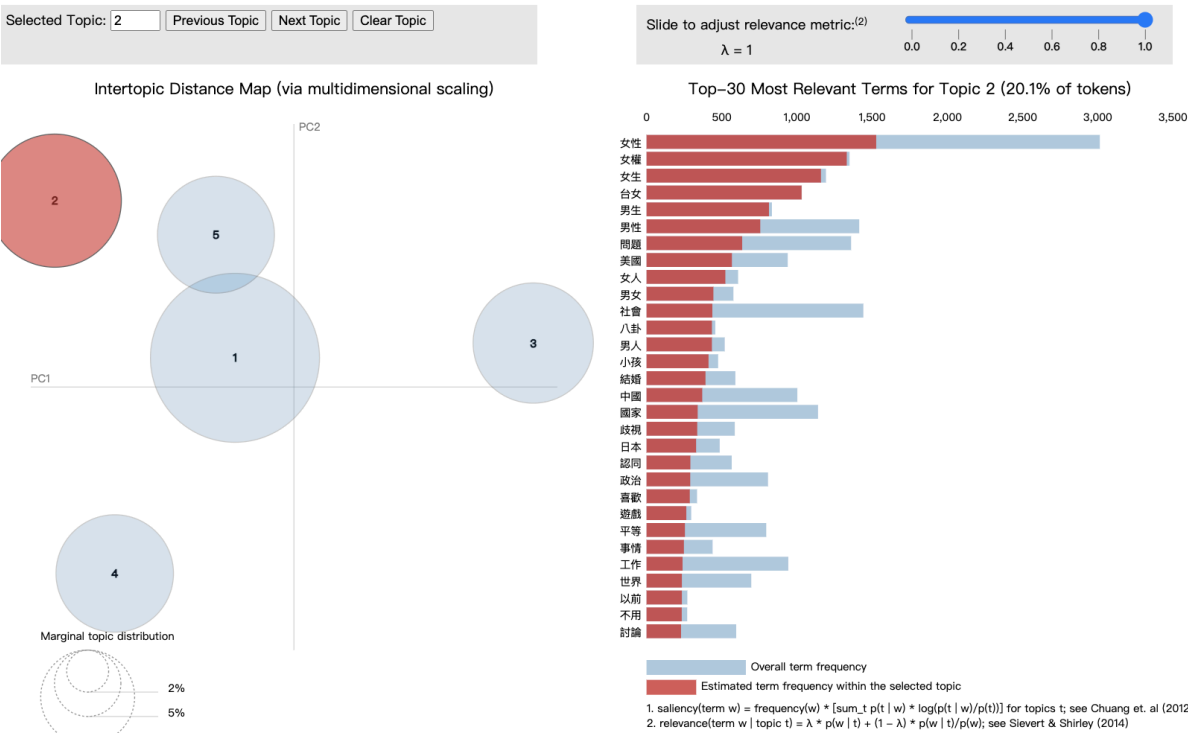 Selected Topic: 2 Previous Topic Next Topic Clear Topic
Slide to adjust relevance metric:(2)
λ = 1
0.0 0.2 0.4 0.6 0.8 1.0
Intertopic Distance Map (via multidimensional scaling)
PC2
PC1
2
5
1
3
4
Marginal topic distribution
2%
5%
Top-30 Most Relevant Terms for Topic 2 (20.1% of tokens)
0 500 1,000 1,500 2,000 2,500 3,000 3,500
女性
女權
女生
台女
男生
男性
問題
美國
女人
男女
社會
八卦
男人
小孩
結婚
中國
國家
歧視
日本
認同
政治
喜歡
遊戲
平等
事情
工作
世界
以前
不用
討論
Overall term frequency
Estimated term frequency within the selected topic
1. saliency(term w) = frequency(w) * [sum_t p(t | w) * log(p(t | w)/p(t))] for topics t; see Chuang et. al (2012
2. relevance(term w | topic t) = λ * p(w | t) + (1 − λ) * p(w | t)/p(w); see Sievert & Shirley (2014)